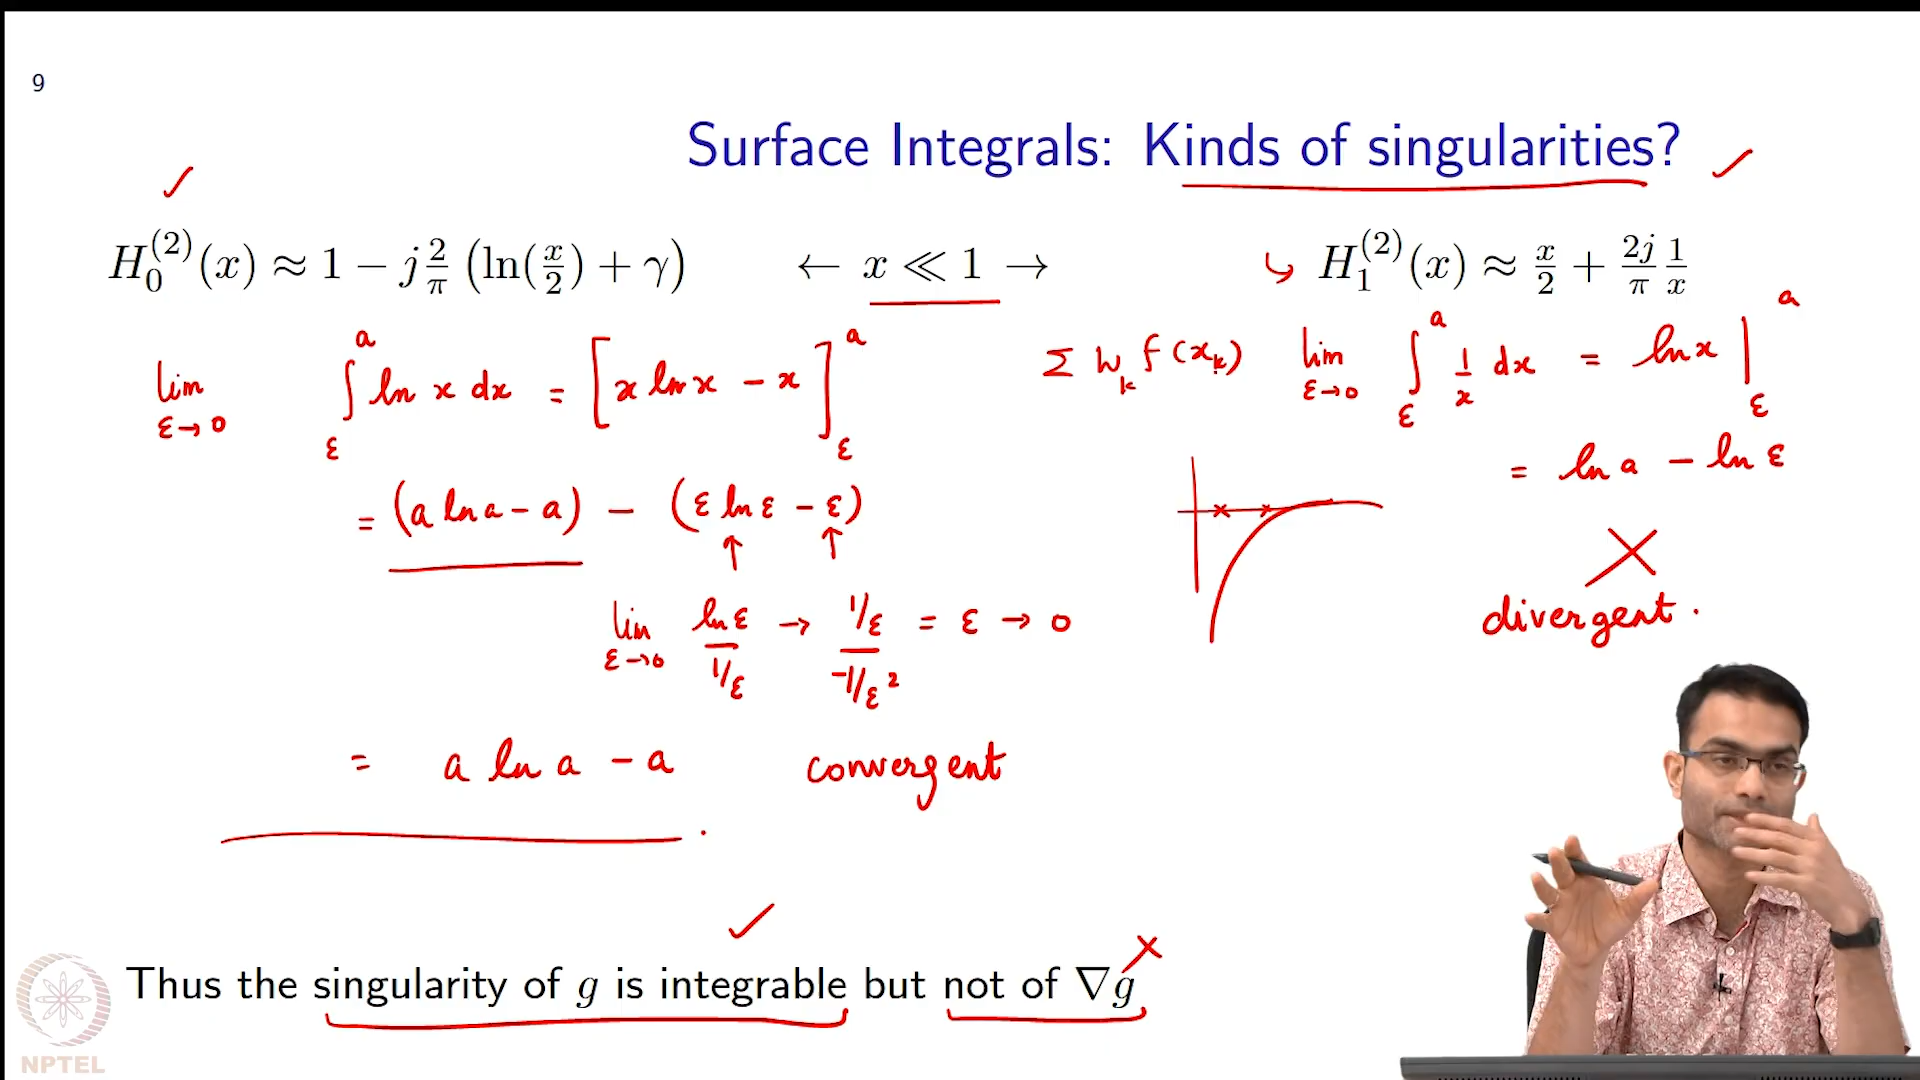 9
Surface Integrals: Kinds of singularities?
✓ ✓
H₀⁽²⁾(x) ≈ 1 − j 2/π (ln(x/2) + γ) ← x ≪ 1 → ↪ H₁⁽²⁾(x) ≈ x/2 + 2j/π 1/x
lim ε→0 ∫_ε^a ln x dx = [x ln x − x]_ε^a
= (a ln a − a) − (ε ln ε − ε)
↑ ↑
lim ε→0 ln ε / 1/ε → 1/ε / −1/ε² = ε → 0
= a ln a − a convergent
Σ W_k f(x_k)
lim ε→0 ∫_ε^a 1/x dx = ln x |_ε^a
= ln a − ln ε
×
divergent.
✓ ×
Thus the singularity of g is integrable but not of ∇g
NPTEL